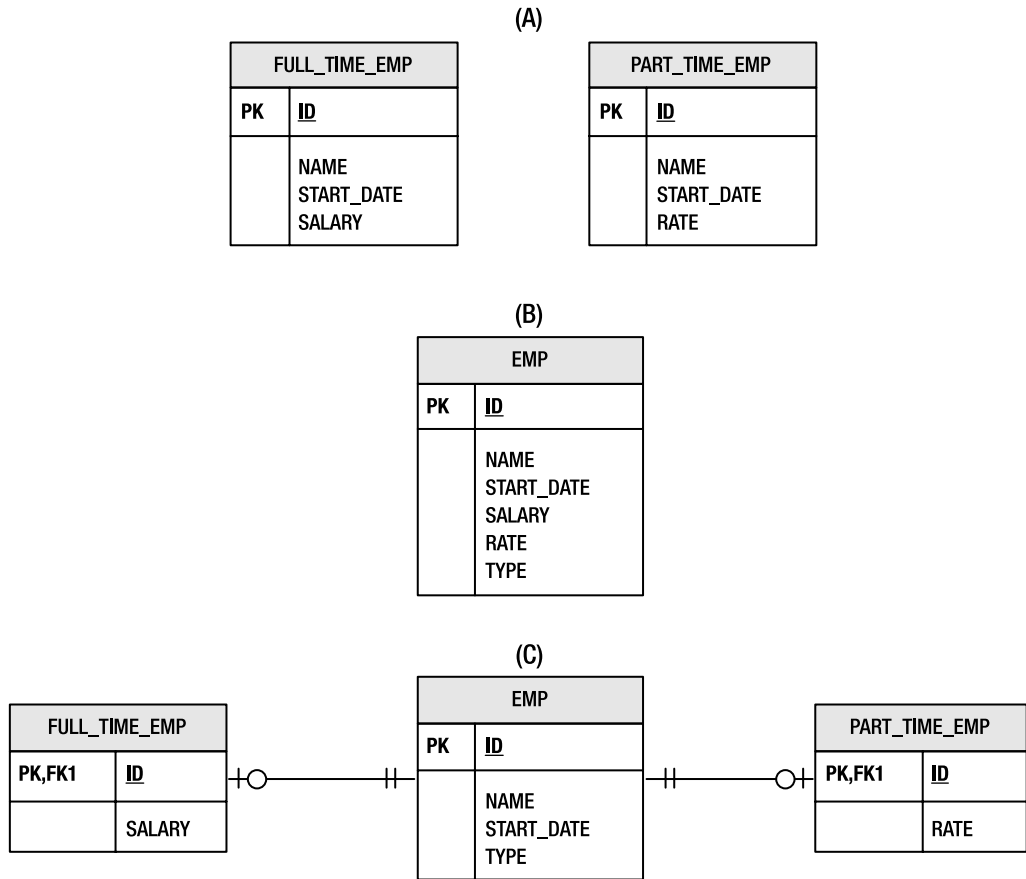 (A)
FULL_TIME_EMP
PK ID
NAME
START_DATE
SALARY
PART_TIME_EMP
PK ID
NAME
START_DATE
RATE
(B)
EMP
PK ID
NAME
START_DATE
SALARY
RATE
TYPE
(C)
FULL_TIME_EMP
PK,FK1 ID
SALARY
EMP
PK ID
NAME
START_DATE
TYPE
PART_TIME_EMP
PK,FK1 ID
RATE